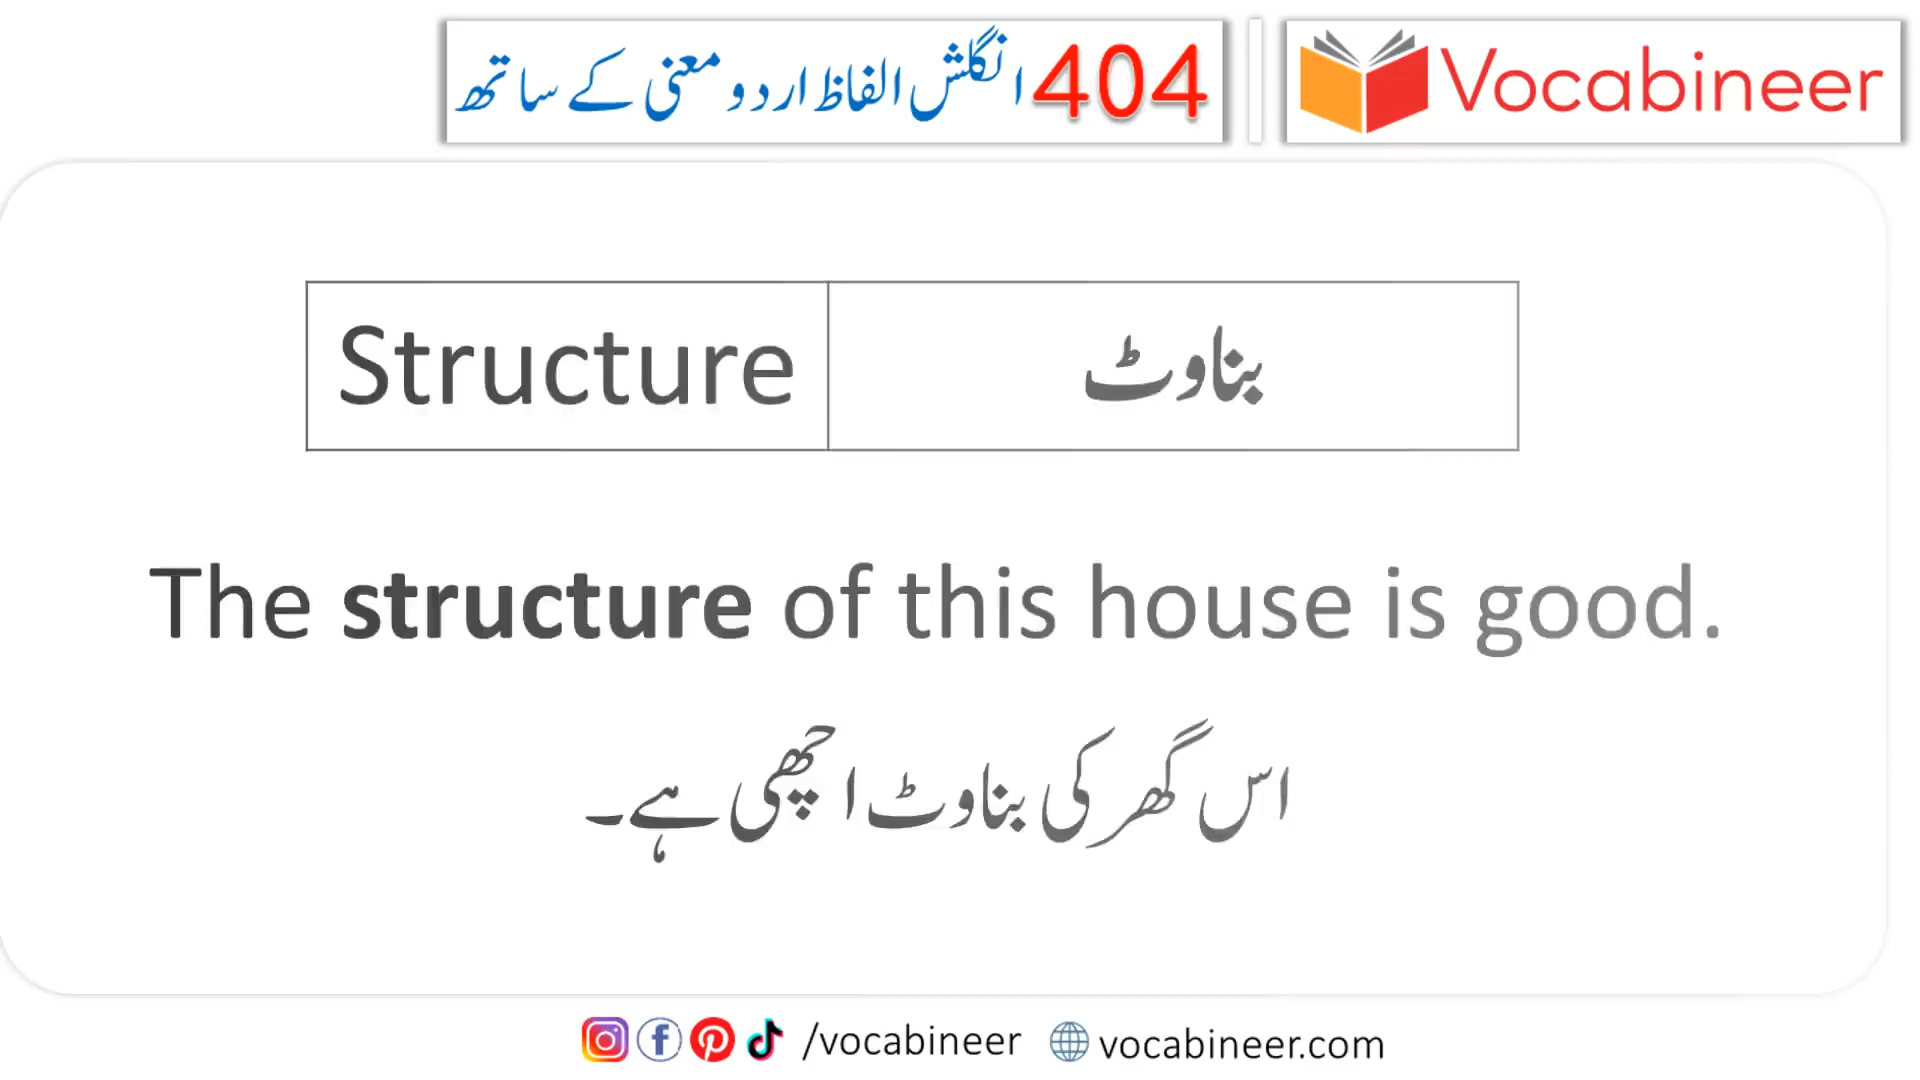 404 انگلش الفاظ اردو معنی کے ساتھ
Vocabineer
Structure
بناوٹ
The structure of this house is good.
اس گھر کی بناوٹ اچھی ہے۔
/vocabineer vocabineer.com